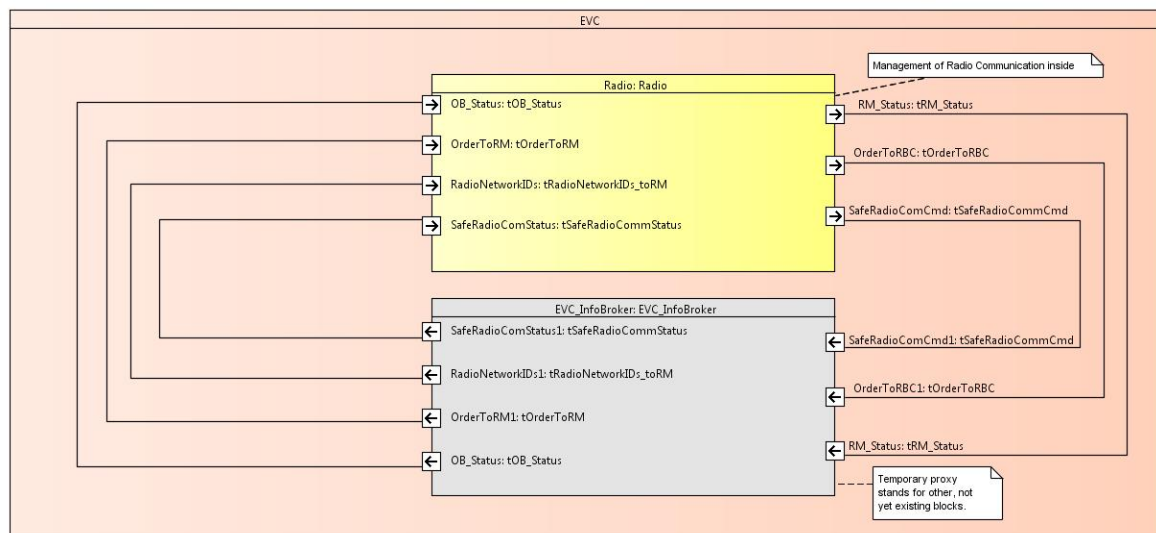 EVC
Management of Radio Communication inside
Radio: Radio
OB_Status: tOB_Status
RM_Status: tRM_Status
OrderToRM: tOrderToRM
OrderToRBC: tOrderToRBC
RadioNetworkIDs: tRadioNetworkIDs_toRM
SafeRadioComCmd: tSafeRadioCommCmd
SafeRadioComStatus: tSafeRadioCommStatus
EVC_InfoBroker: EVC_InfoBroker
SafeRadioComStatus1: tSafeRadioCommStatus
SafeRadioComCmd1: tSafeRadioCommCmd
RadioNetworkIDs1: tRadioNetworkIDs_toRM
OrderToRBC1: tOrderToRBC
OrderToRM1: tOrderToRM
RM_Status: tRM_Status
OB_Status: tOB_Status
Temporary proxy
stands for other, not
yet existing blocks.